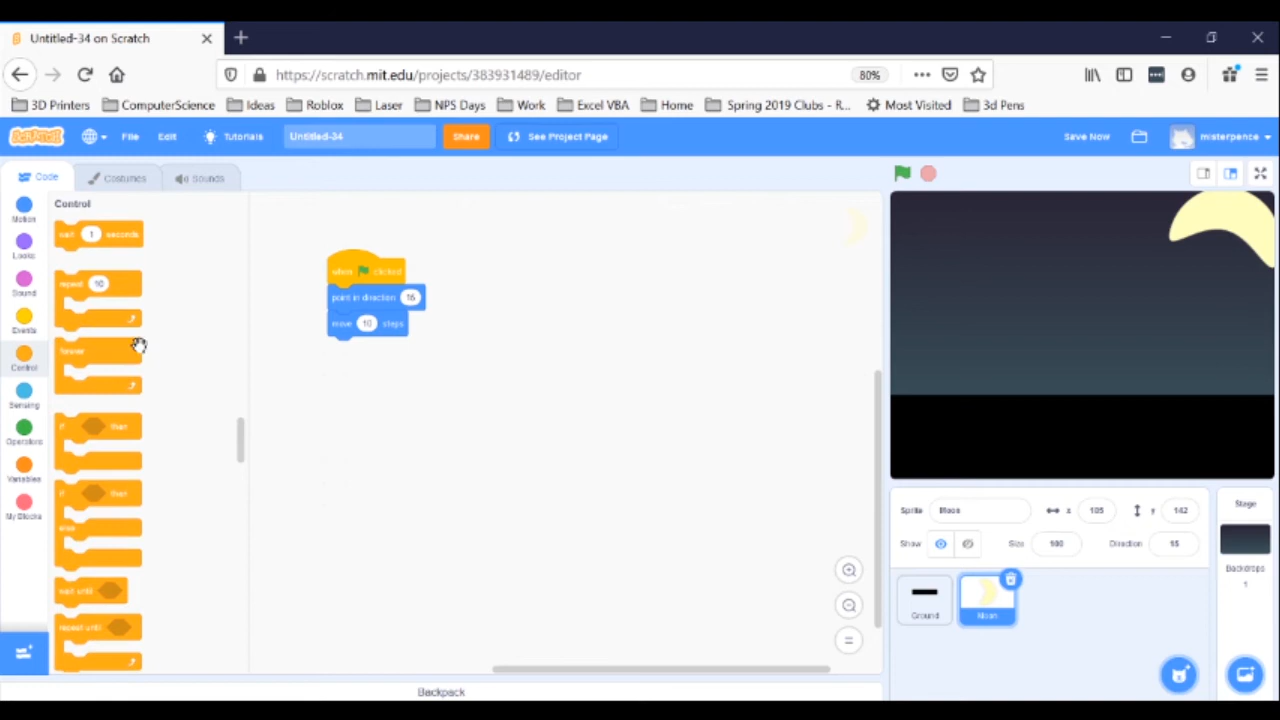 Untitled-34 on Scratch
https://scratch.mit.edu/projects/383931489/editor
80%
3D Printers ComputerScience Ideas Roblox Laser NPS Days Work Excel VBA Home Spring 2019 Clubs - R... Most Visited 3d Pens
SCRATCH File Edit Tutorials Untitled-34 Share See Project Page Save Now misterpence
Code Costumes Sounds
Motion
Looks
Sound
Events
Control
Sensing
Operators
Variables
My Blocks
Control
wait 1 seconds
repeat 10
forever
if then
if then
else
wait until
repeat until
when clicked
point in direction 15
move 10 steps
Sprite Moon x 105 y 142
Show Size 100 Direction 15
Ground Moon
Stage
Backdrops
1
Backpack